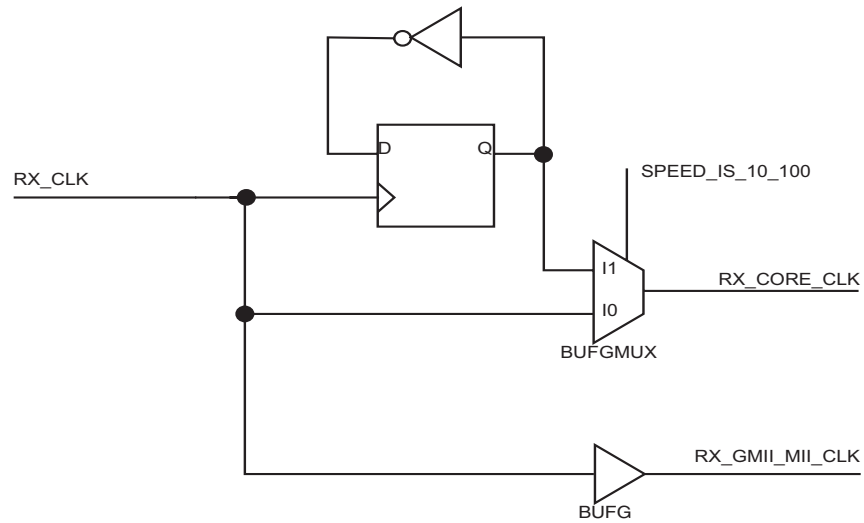 D
Q
RX_CLK
SPEED_IS_10_100
I1
RX_CORE_CLK
I0
BUFGMUX
RX_GMII_MII_CLK
BUFG